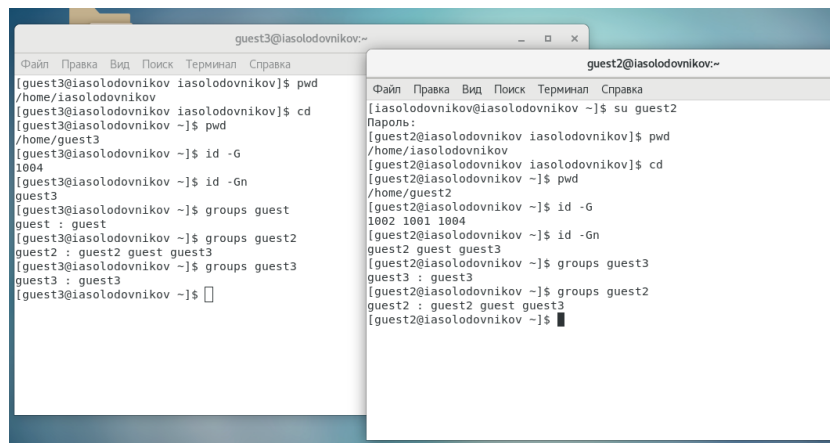 guest3@iasolodovnikov:~
Файл Правка Вид Поиск Терминал Справка
[guest3@iasolodovnikov iasolodovnikov]$ pwd
/home/iasolodovnikov
[guest3@iasolodovnikov iasolodovnikov]$ cd
[guest3@iasolodovnikov ~]$ pwd
/home/guest3
[guest3@iasolodovnikov ~]$ id -G
1004
[guest3@iasolodovnikov ~]$ id -Gn
guest3
[guest3@iasolodovnikov ~]$ groups guest
guest : guest
[guest3@iasolodovnikov ~]$ groups guest2
guest2 : guest2 guest guest3
[guest3@iasolodovnikov ~]$ groups guest3
guest3 : guest3
[guest3@iasolodovnikov ~]$
guest2@iasolodovnikov:~
Файл Правка Вид Поиск Терминал Справка
[iasolodovnikov@iasolodovnikov ~]$ su guest2
Пароль:
[guest2@iasolodovnikov iasolodovnikov]$ pwd
/home/iasolodovnikov
[guest2@iasolodovnikov iasolodovnikov]$ cd
[guest2@iasolodovnikov ~]$ pwd
/home/guest2
[guest2@iasolodovnikov ~]$ id -G
1002 1001 1004
[guest2@iasolodovnikov ~]$ id -Gn
guest2 guest guest3
[guest2@iasolodovnikov ~]$ groups guest3
guest3 : guest3
[guest2@iasolodovnikov ~]$ groups guest2
guest2 : guest2 guest guest3
[guest2@iasolodovnikov ~]$